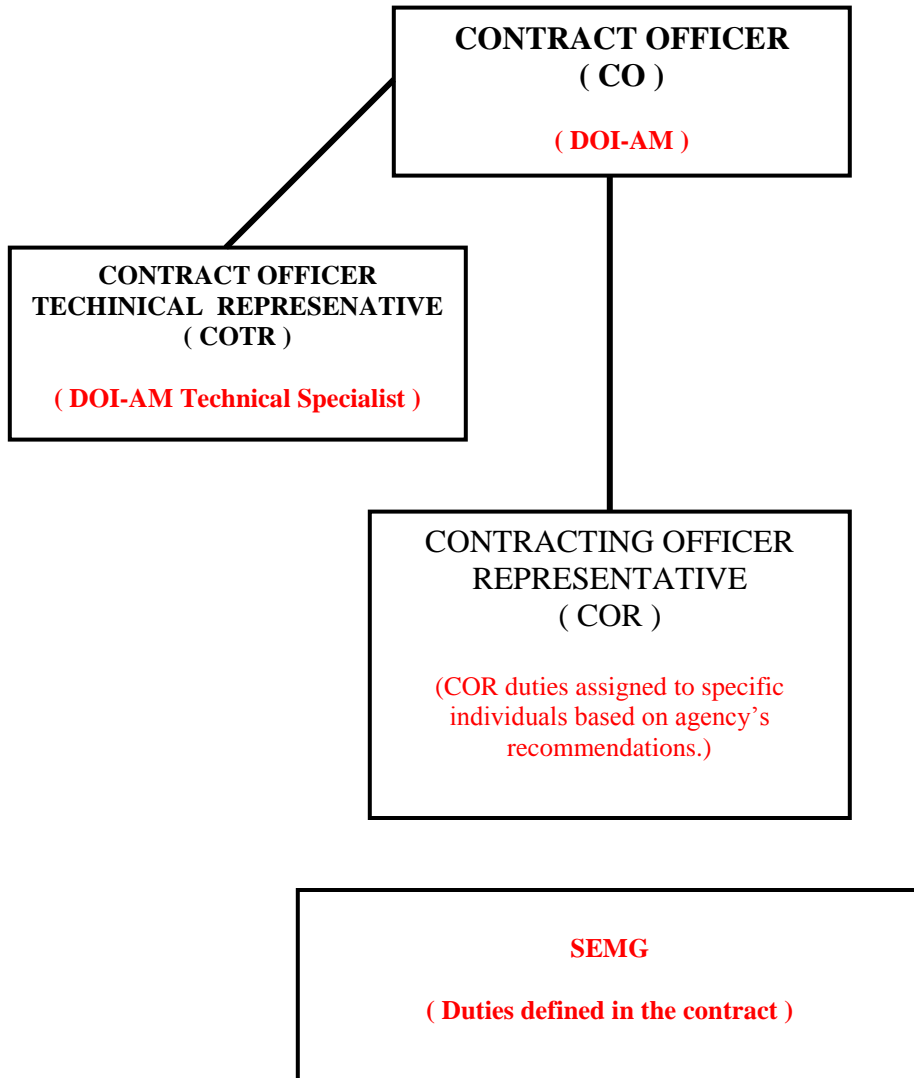 CONTRACT OFFICER
( CO )
( DOI-AM )
CONTRACT OFFICER
TECHINICAL REPRESENATIVE
( COTR )
( DOI-AM Technical Specialist )
CONTRACTING OFFICER
REPRESENTATIVE
( COR )
(COR duties assigned to specific
individuals based on agency’s
recommendations.)
SEMG
( Duties defined in the contract )